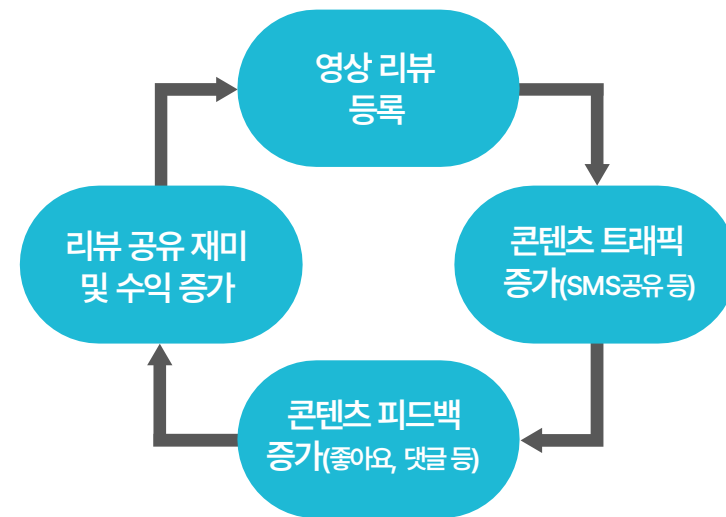 영상 리뷰
등록
콘텐츠 트래픽
증가(SMS공유 등)
콘텐츠 피드백
증가(좋아요, 댓글 등)
리뷰 공유 재미
및 수익 증가